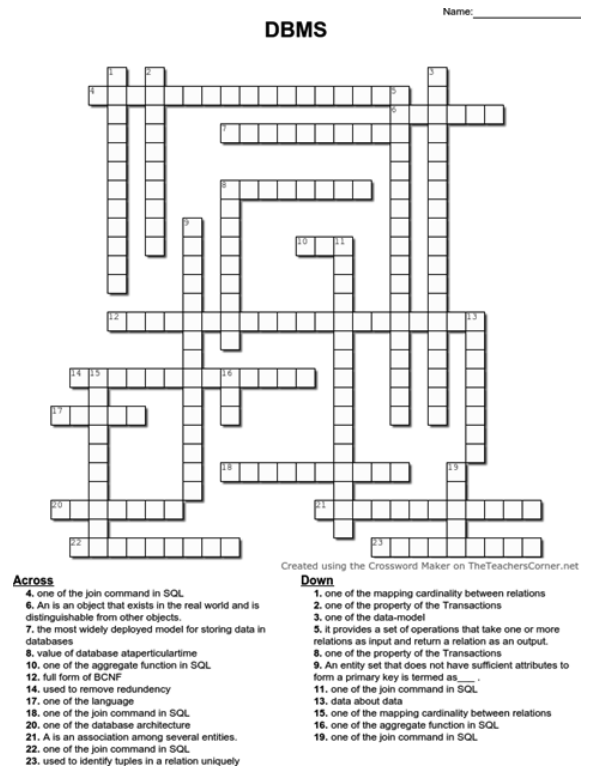 Name:
DBMS
1
2
3
4
5
6
7
8
9
10
11
12
13
14
15
16
17
18
19
20
21
22
23
Created using the Crossword Maker on TheTeachersCorner.net
Across
4. one of the join command in SQL
6. An is an object that exists in the real world and is
distinguishable from other objects.
7. the most widely deployed model for storing data in
databases
8. value of database ataperticulartime
10. one of the aggregate function in SQL
12. full form of BCNF
14. used to remove redundency
17. one of the language
18. one of the join command in SQL
20. one of the database architecture
21. A is an association among several entities.
22. one of the join command in SQL
23. used to identify tuples in a relation uniquely
Down
1. one of the mapping cardinality between relations
2. one of the property of the Transactions
3. one of the data-model
5. it provides a set of operations that take one or more
relations as input and return a relation as an output.
8. one of the property of the Transactions
9. An entity set that does not have sufficient attributes to
form a primary key is termed as___ .
11. one of the join command in SQL
13. data about data
15. one of the mapping cardinality between relations
16. one of the aggregate function in SQL
19. one of the join command in SQL